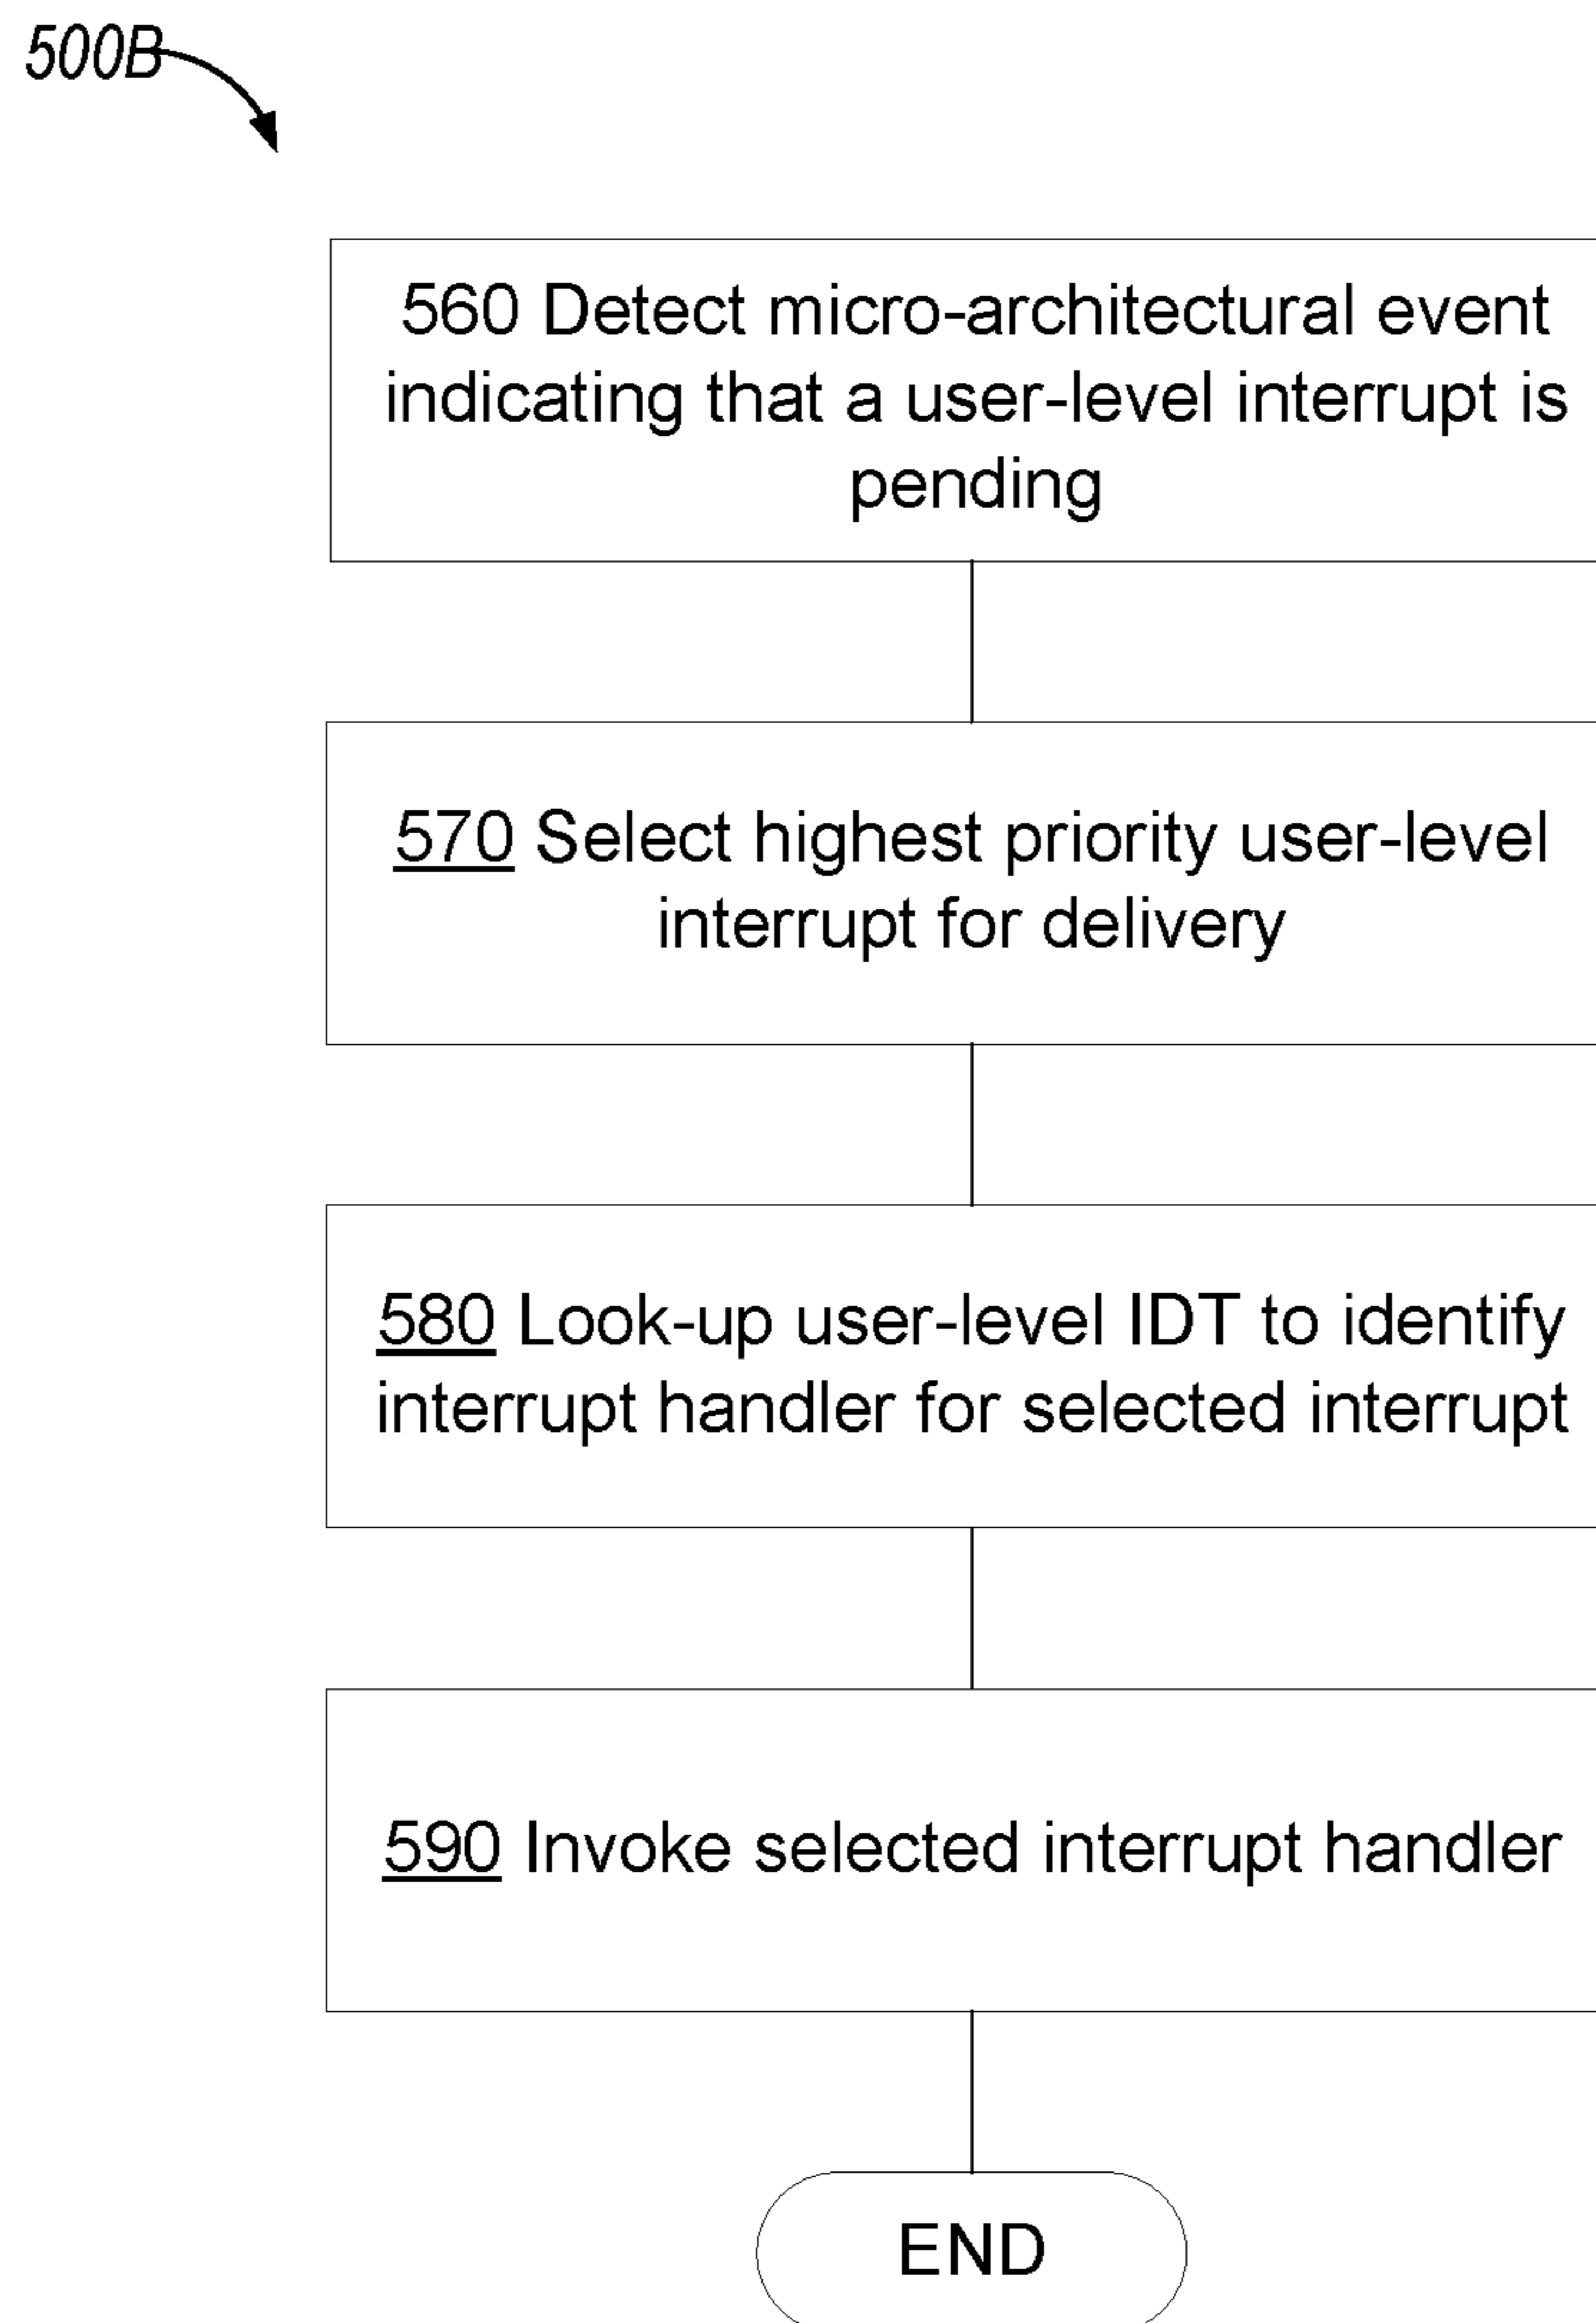 500B
560 Detect micro-architectural event
indicating that a user-level interrupt is
pending
570 Select highest priority user-level
interrupt for delivery
580 Look-up user-level IDT to identify
interrupt handler for selected interrupt
590 Invoke selected interrupt handler
END